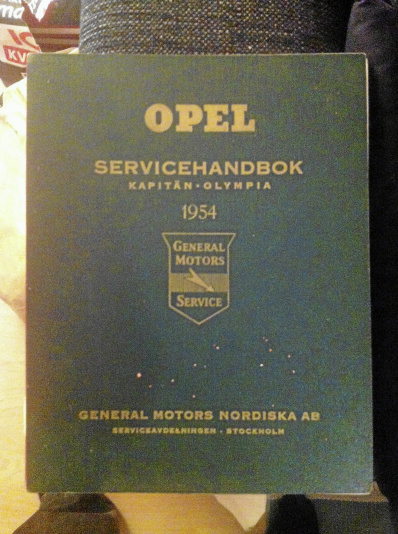 OPEL
SERVICEHANDBOK
KAPITÄN · OLYMPIA
1954
GENERAL
MOTORS
SERVICE
GENERAL MOTORS NORDISKA AB
SERVICEAVDELNINGEN · STOCKHOLM